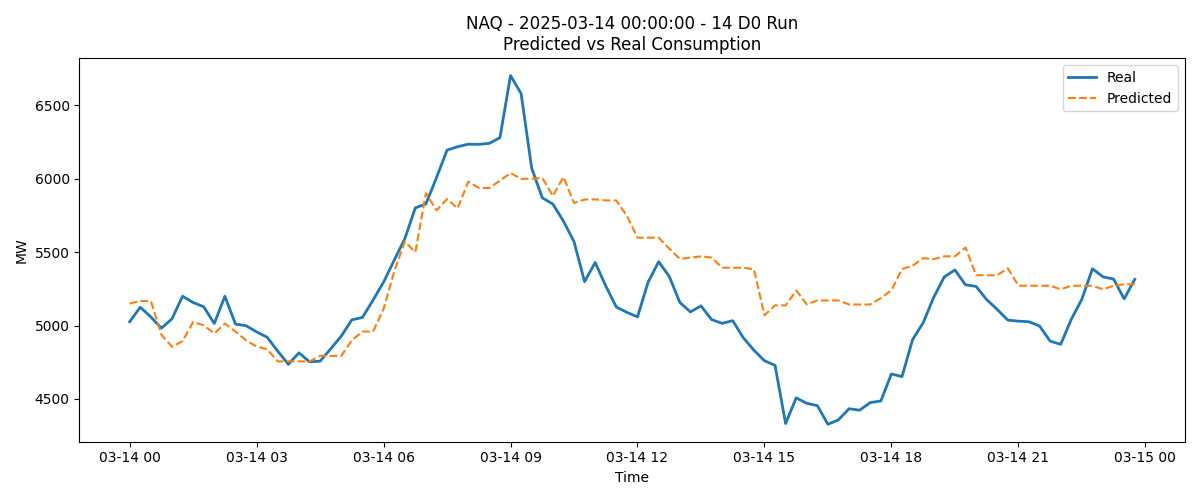 NAQ - 2025-03-14 00:00:00 - 14 D0 Run
Predicted vs Real Consumption
Real
Predicted
MW
6500
6000
5500
5000
4500
03-14 00
03-14 03
03-14 06
03-14 09
03-14 12
03-14 15
03-14 18
03-14 21
03-15 00
Time